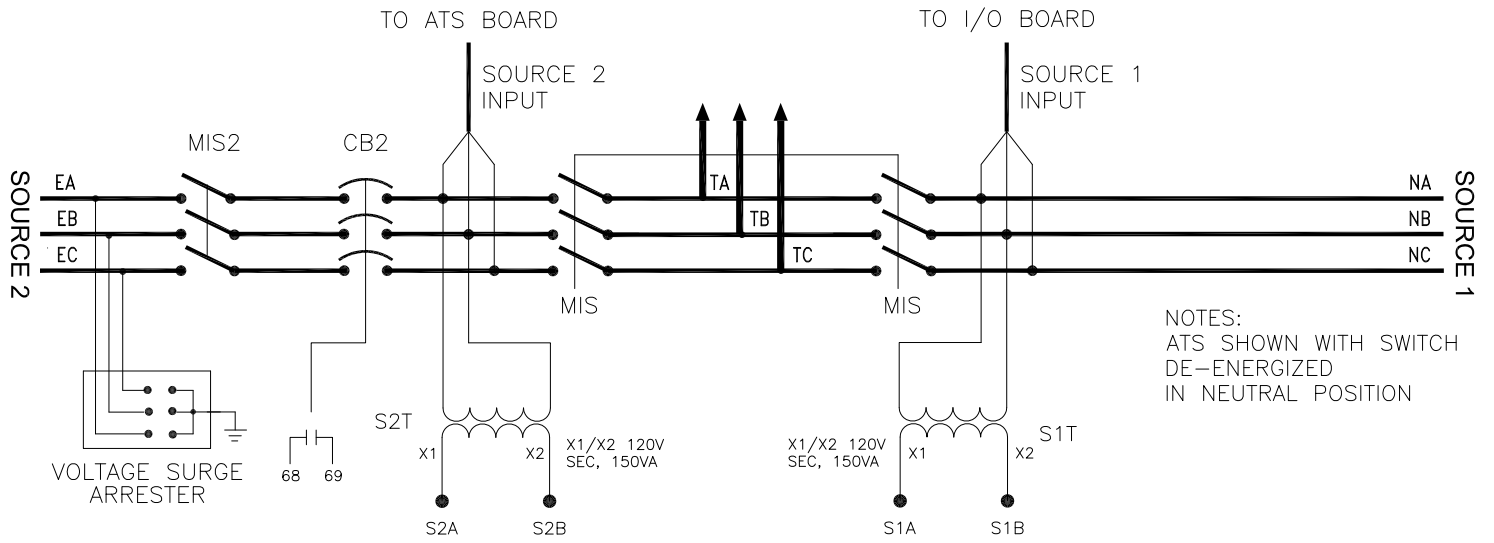 TO ATS BOARD
TO I/O BOARD
SOURCE 2
INPUT
SOURCE 1
INPUT
MIS2
CB2
SOURCE 2
EA
EB
EC
TA
TB
TC
NA
NB
NC
SOURCE 1
MIS
MIS
NOTES:
ATS SHOWN WITH SWITCH
DE-ENERGIZED
IN NEUTRAL POSITION
VOLTAGE SURGE
ARRESTER
68
69
S2T
X1
X2
X1/X2 120V
SEC, 150VA
S2A
S2B
X1/X2 120V
SEC, 150VA
X1
X2
S1T
S1A
S1B